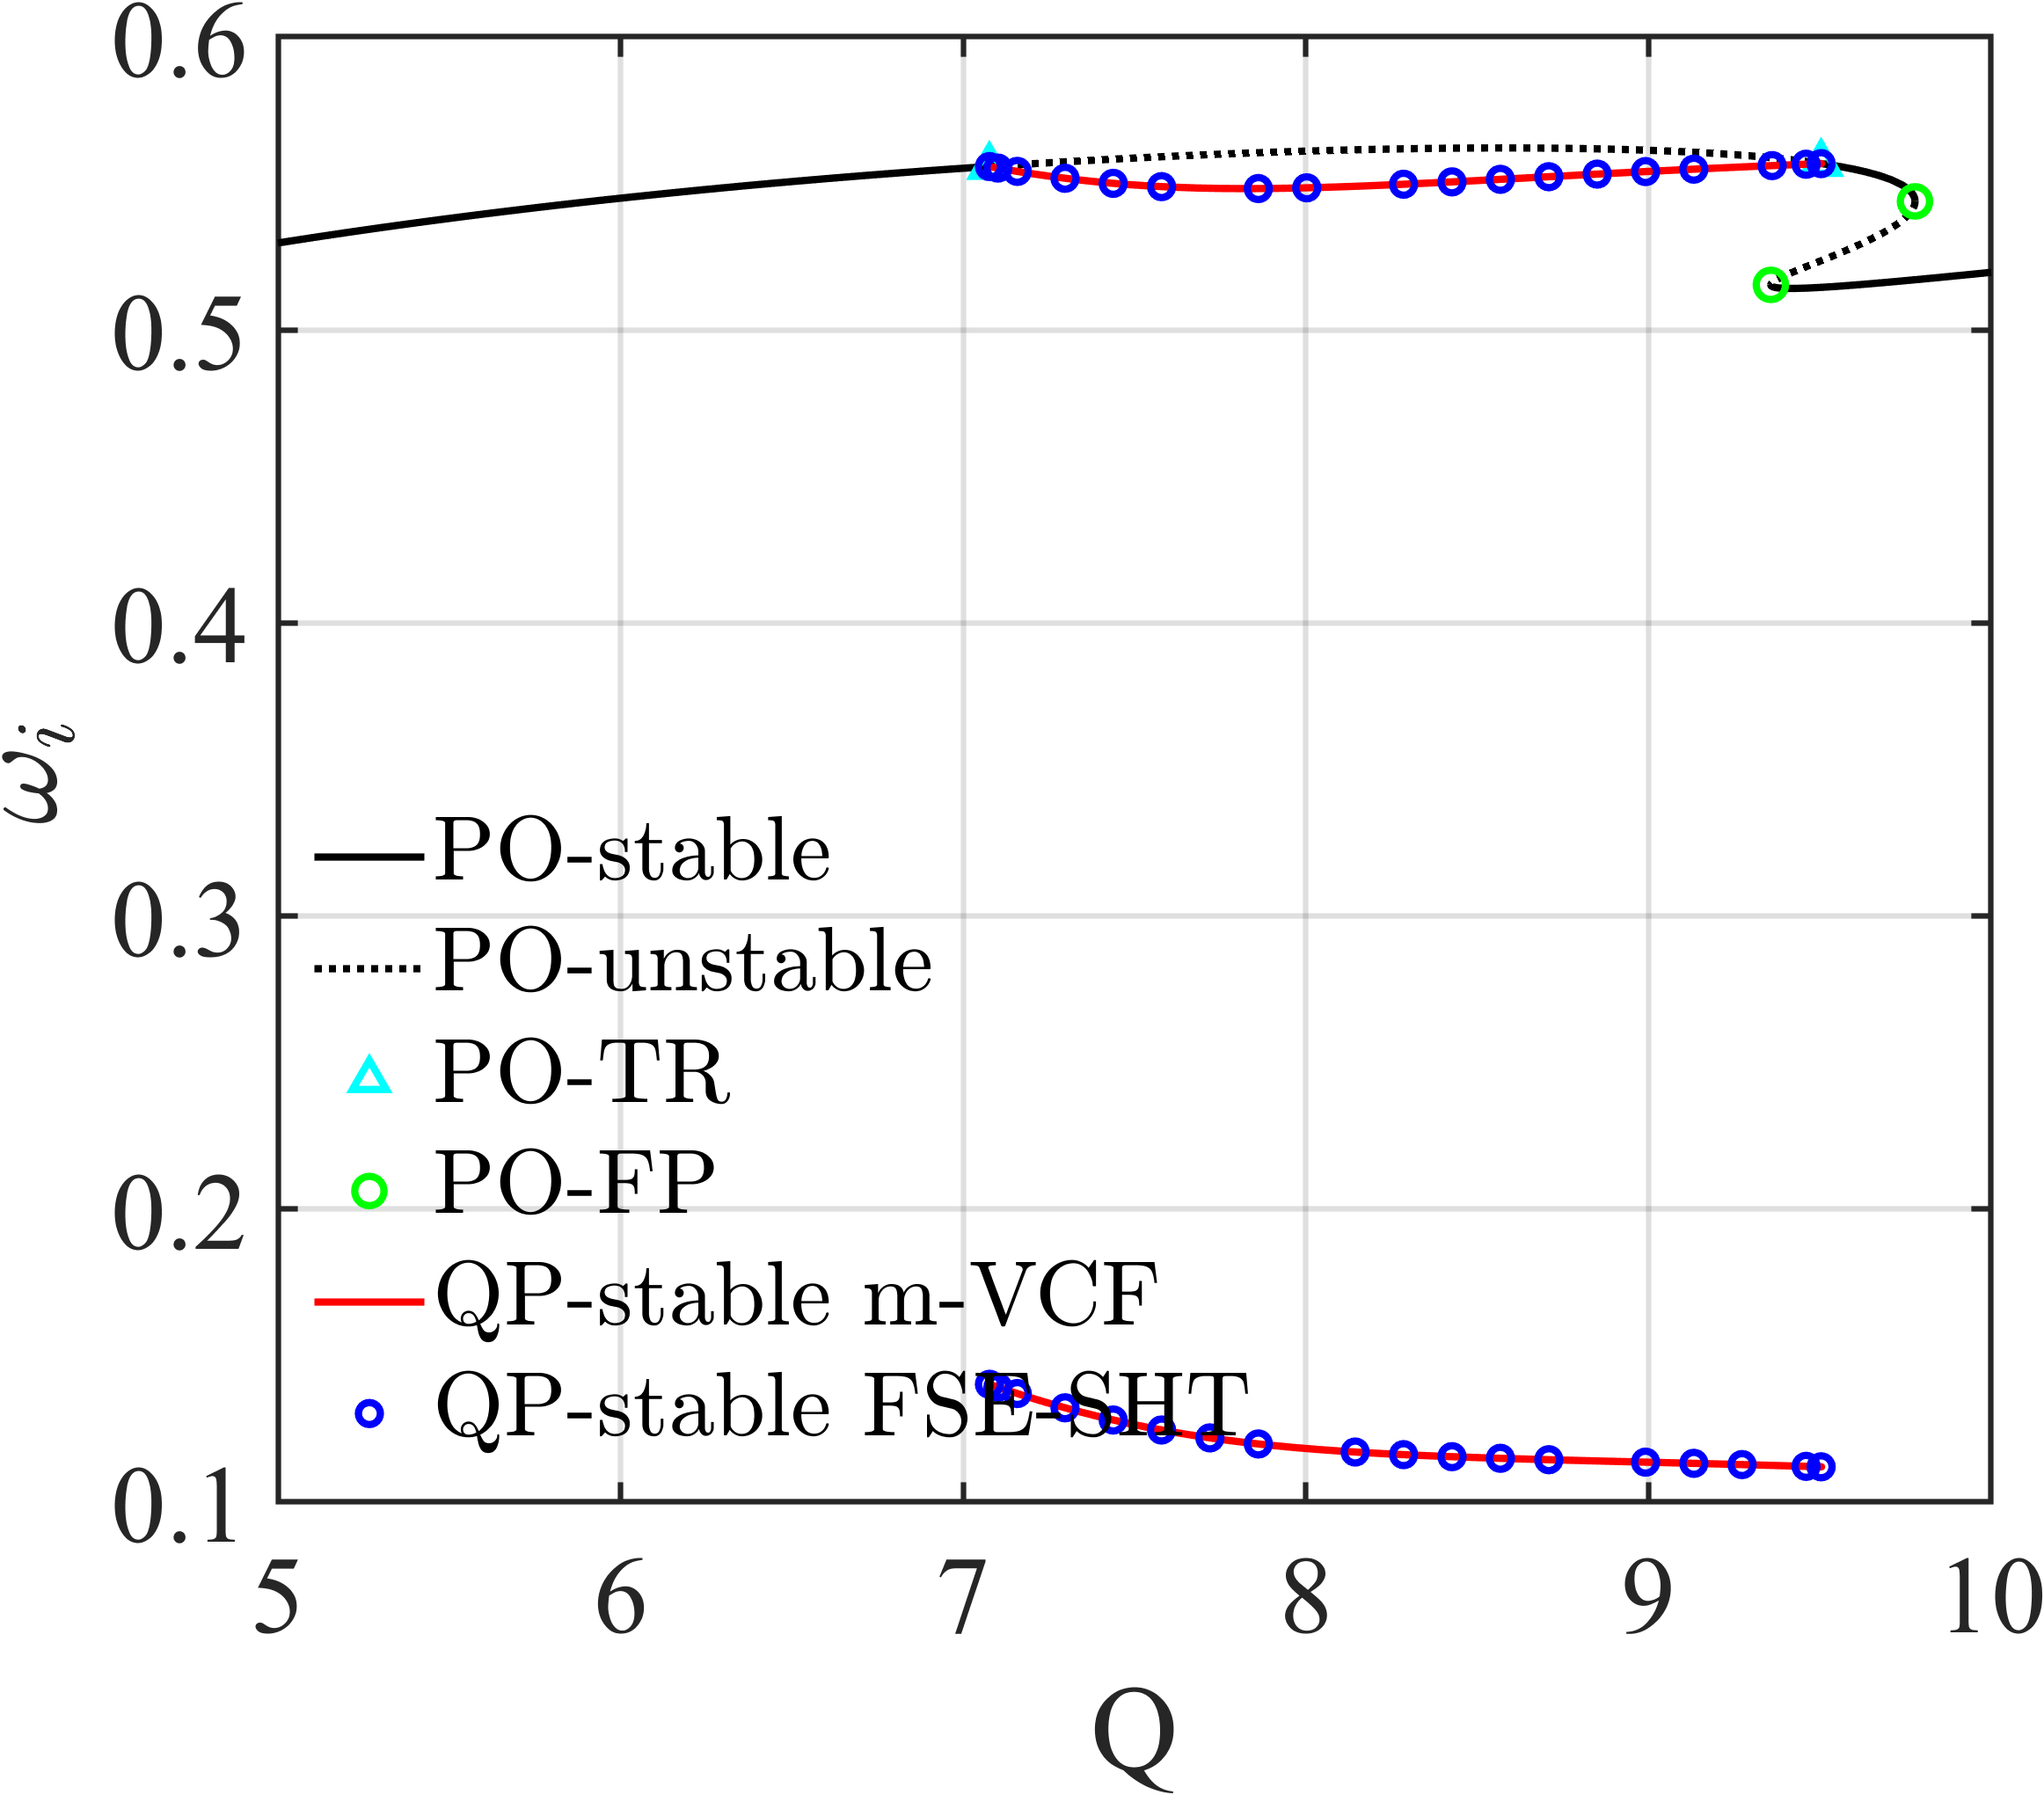 0.6
0.5
0.4
0.3
0.2
0.1
ω_i
PO-stable
PO-unstable
PO-TR
PO-FP
QP-stable m-VCF
QP-stable FSE-SHT
5 6 7 8 9 10
Q